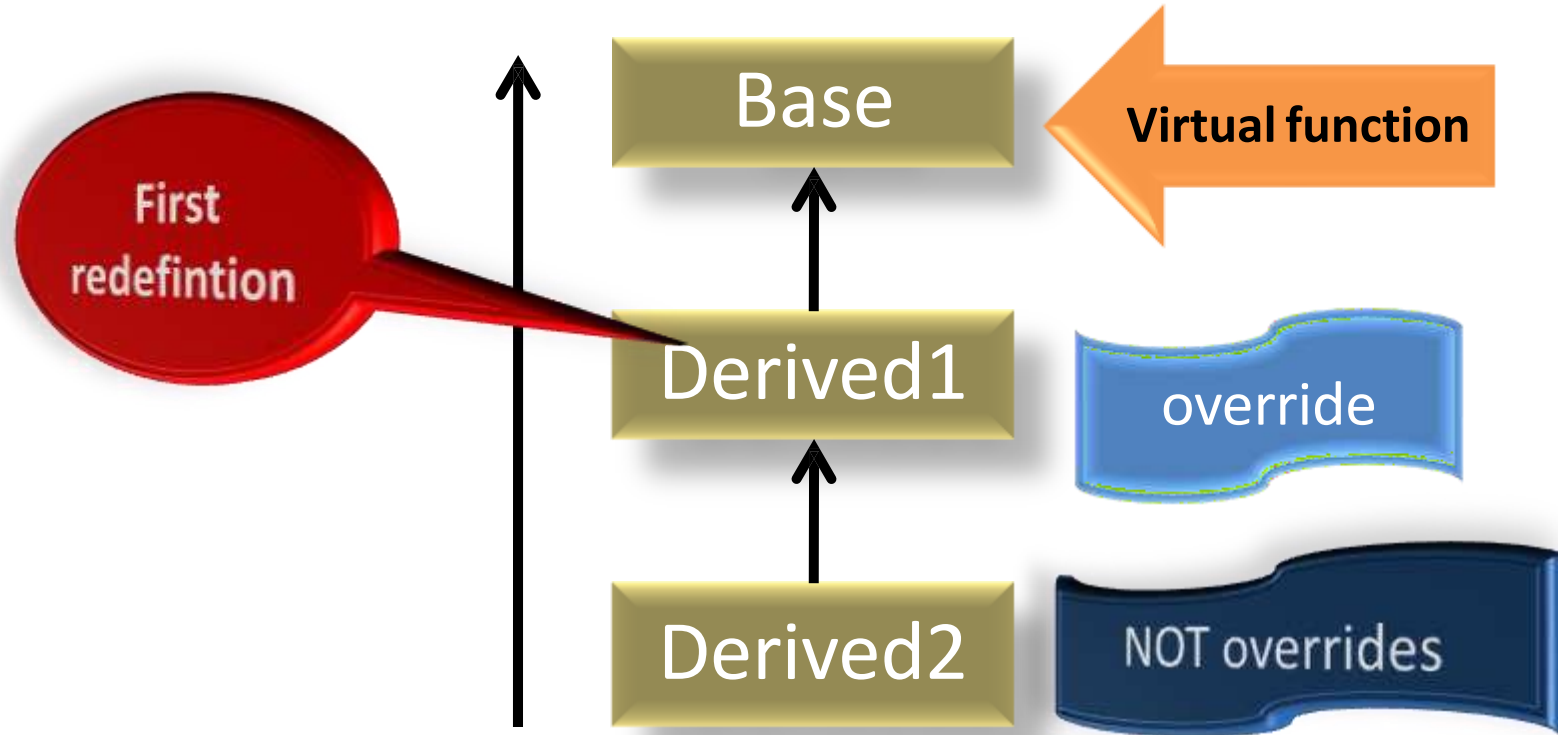 Base
Virtual function
First
redefintion
Derived1
override
Derived2
NOT overrides